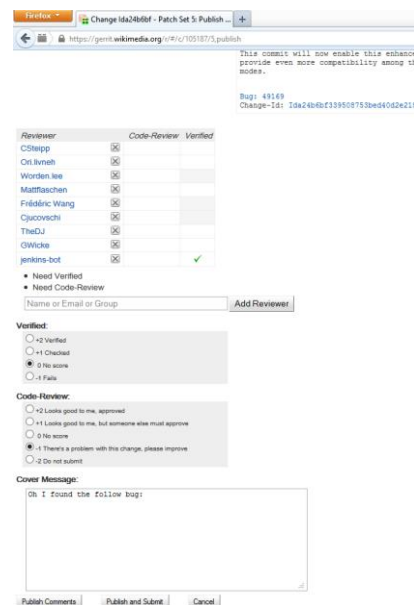 Firefox
Change Ida24b6bf - Patch Set 5: Publish ...
https://gerrit.wikimedia.org/r/#/c/105187/5,publish
This commit will now enable this enhance
provide even more compatibility among th
modes.
Bug: 49169
Change-Id: Ida24b6bf339508753bed40d2e21
Reviewer Code-Review Verified
CSteipp
Ori.livneh
Worden.lee
Mattflaschen
Frédéric Wang
Cjucovschi
TheDJ
GWicke
jenkins-bot
Need Verified
Need Code-Review
Name or Email or Group Add Reviewer
Verified:
+2 Verified
+1 Checked
0 No score
-1 Fails
Code-Review:
+2 Looks good to me, approved
+1 Looks good to me, but someone else must approve
0 No score
-1 There's a problem with this change, please improve
-2 Do not submit
Cover Message:
Oh I found the follow bug:
Publish Comments Publish and Submit Cancel